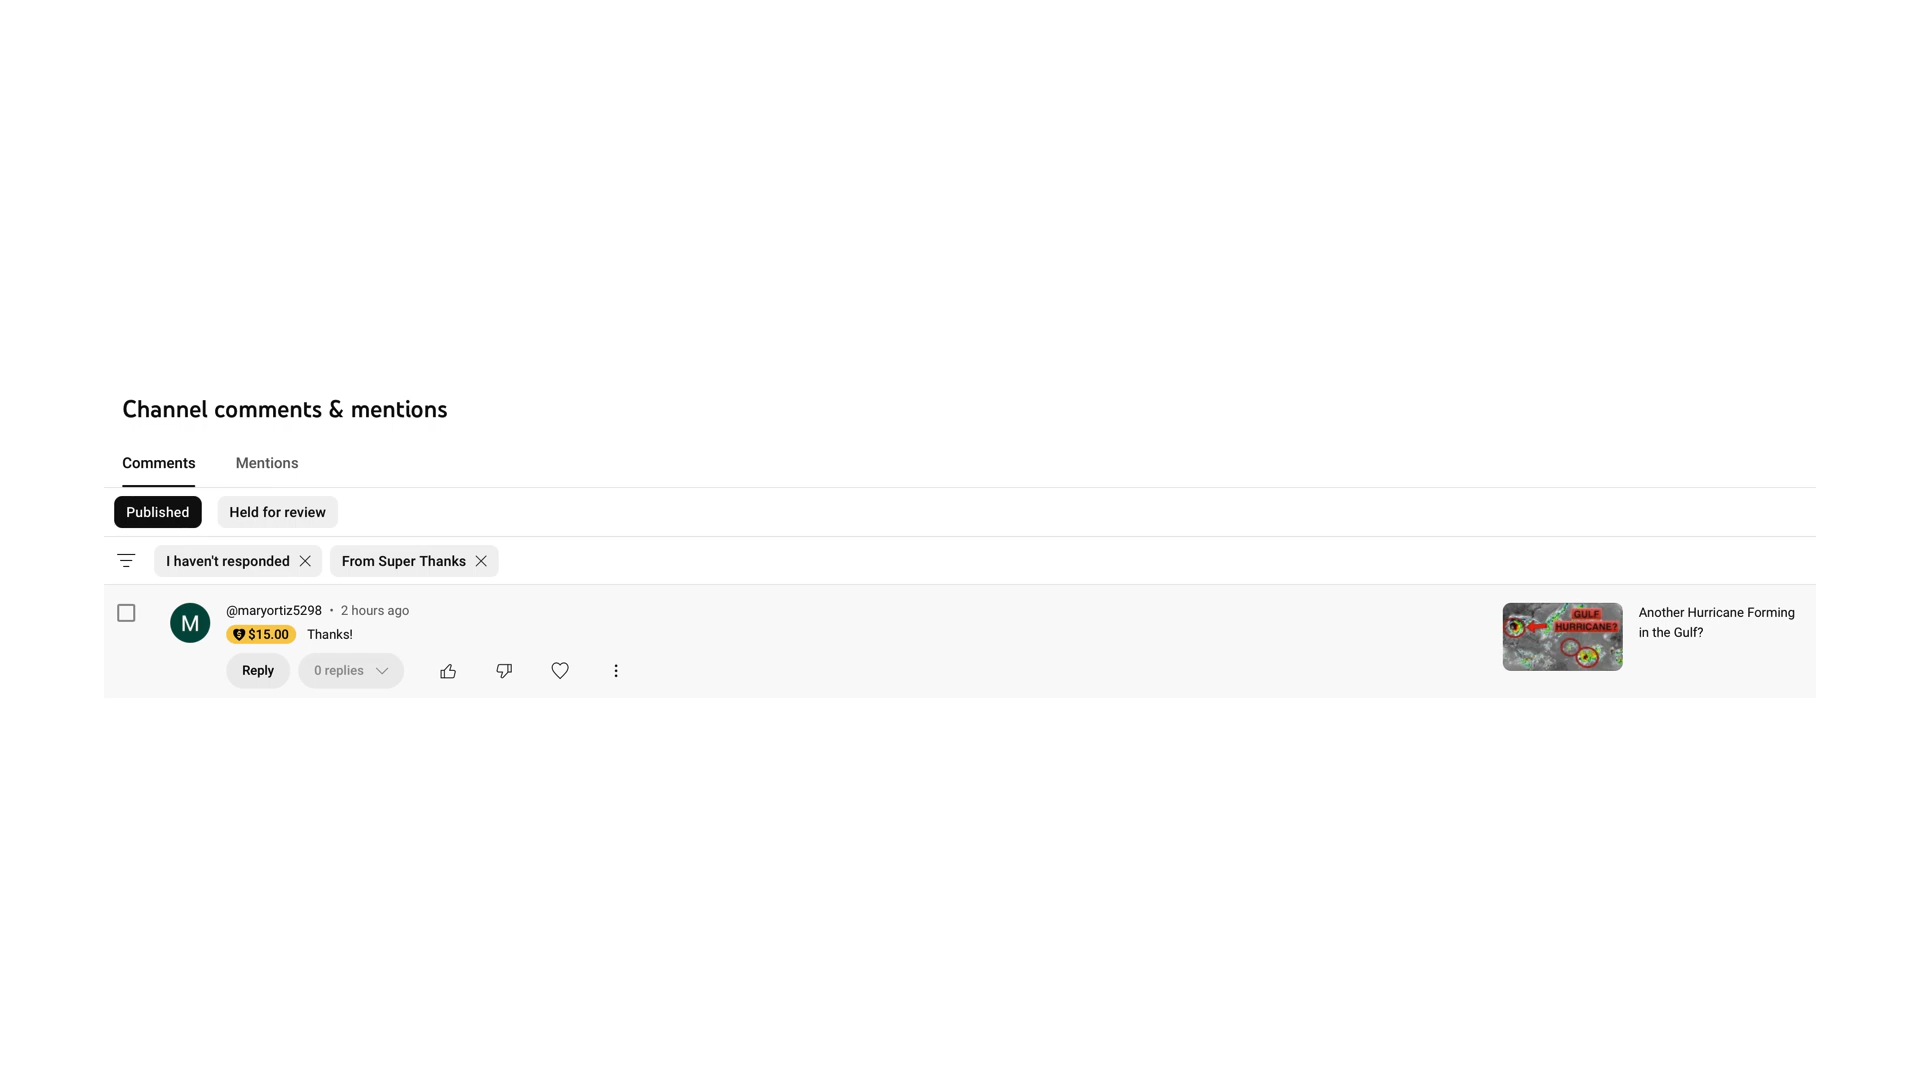 Channel comments & mentions
Comments Mentions
Published Held for review
I haven't responded From Super Thanks
M
@maryortiz5298 • 2 hours ago
$15.00 Thanks!
Reply 0 replies
GULF
HURRICANE?
Another Hurricane Forming
in the Gulf?